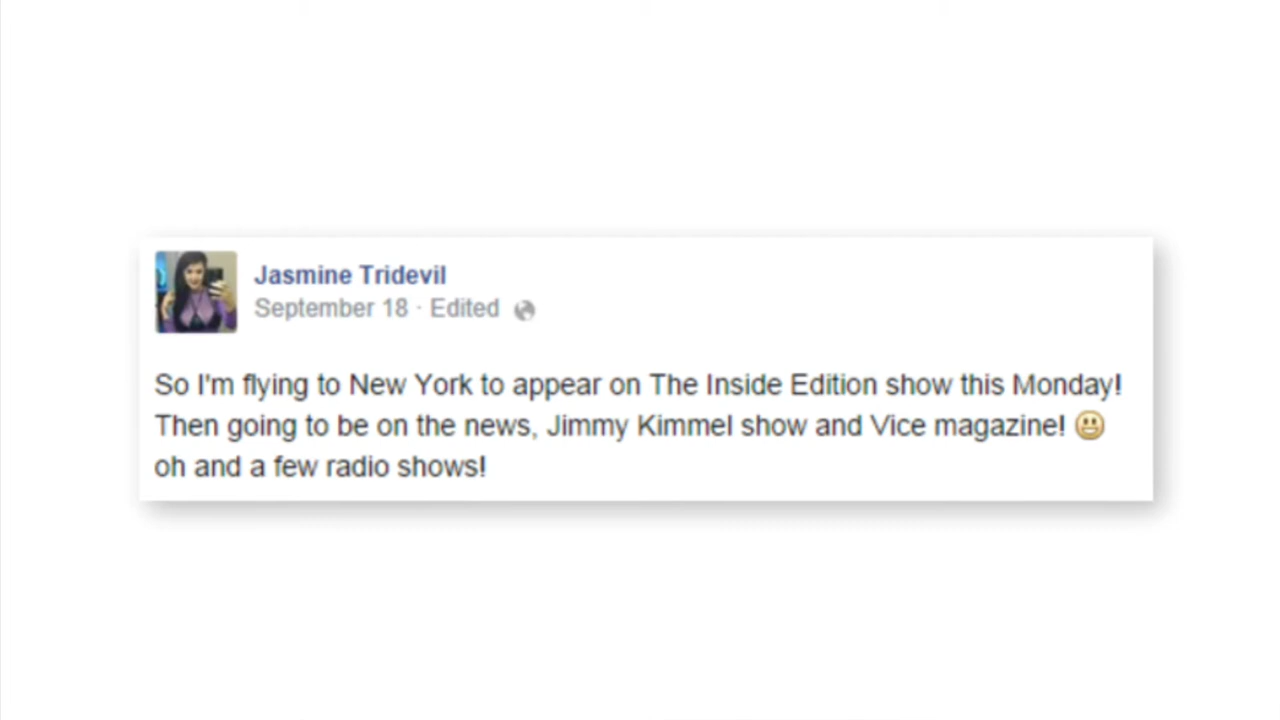 Jasmine Tridevil
September 18 · Edited
So I'm flying to New York to appear on The Inside Edition show this Monday!
Then going to be on the news, Jimmy Kimmel show and Vice magazine! 😃
oh and a few radio shows!